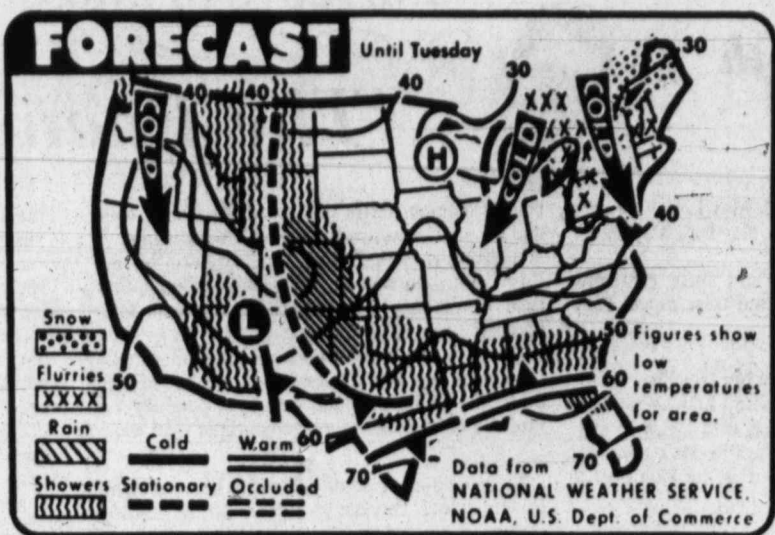 FORECAST Until Tuesday
40 40 40 30 30
COLD COLD COLD
H
40
L
Snow
50 Figures show
Flurries
50
low
60 temperatures
XXXX
for area.
Rain
Cold Warm 60
70 70
Data from
Showers Stationary Occluded
NATIONAL WEATHER SERVICE,
NOAA, U.S. Dept. of Commerce